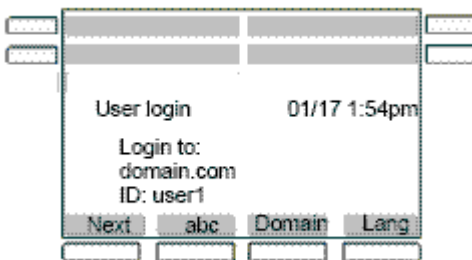 User login 01/17 1:54pm
Login to:
domain.com
ID: user1
Next abc Domain Lang